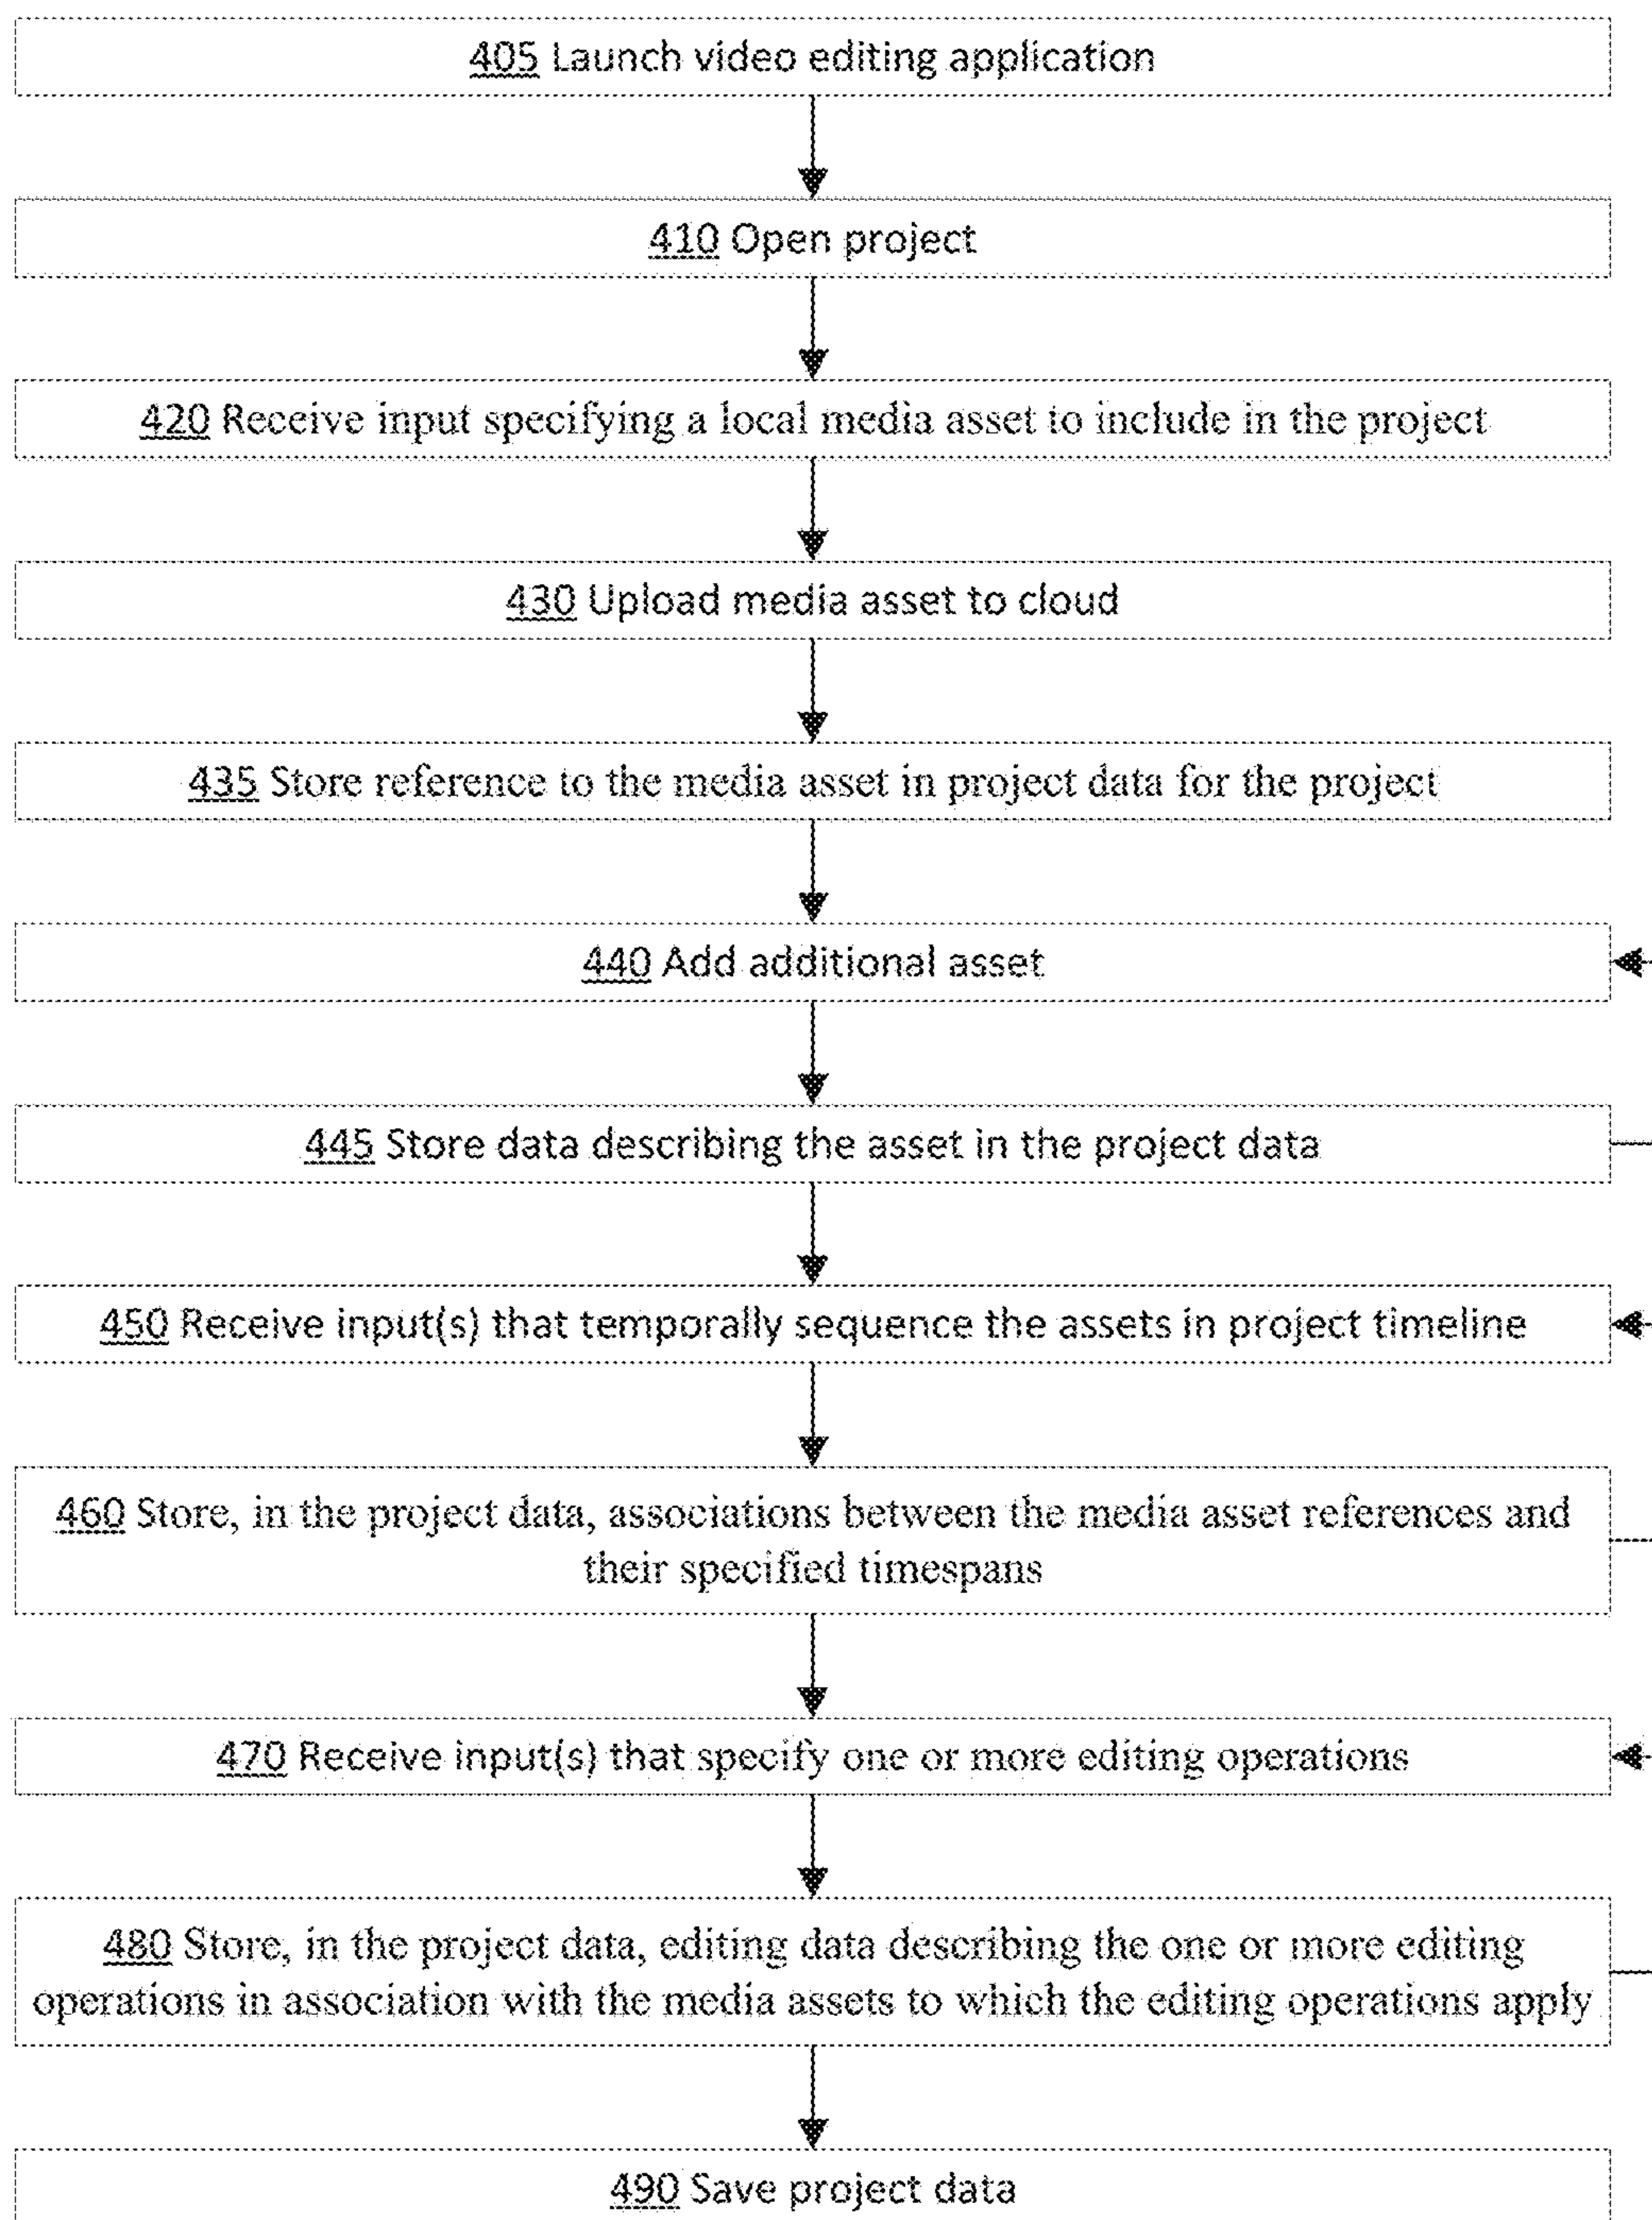 405 Launch video editing application
410 Open project
420 Receive input specifying a local media asset to include in the project
430 Upload media asset to cloud
435 Store reference to the media asset in project data for the project
440 Add additional asset
445 Store data describing the asset in the project data
450 Receive input(s) that temporally sequence the assets in project timeline
460 Store, in the project data, associations between the media asset references and
their specified timespans
470 Receive input(s) that specify one or more editing operations
480 Store, in the project data, editing data describing the one or more editing
operations in association with the media assets to which the editing operations apply
490 Save project data